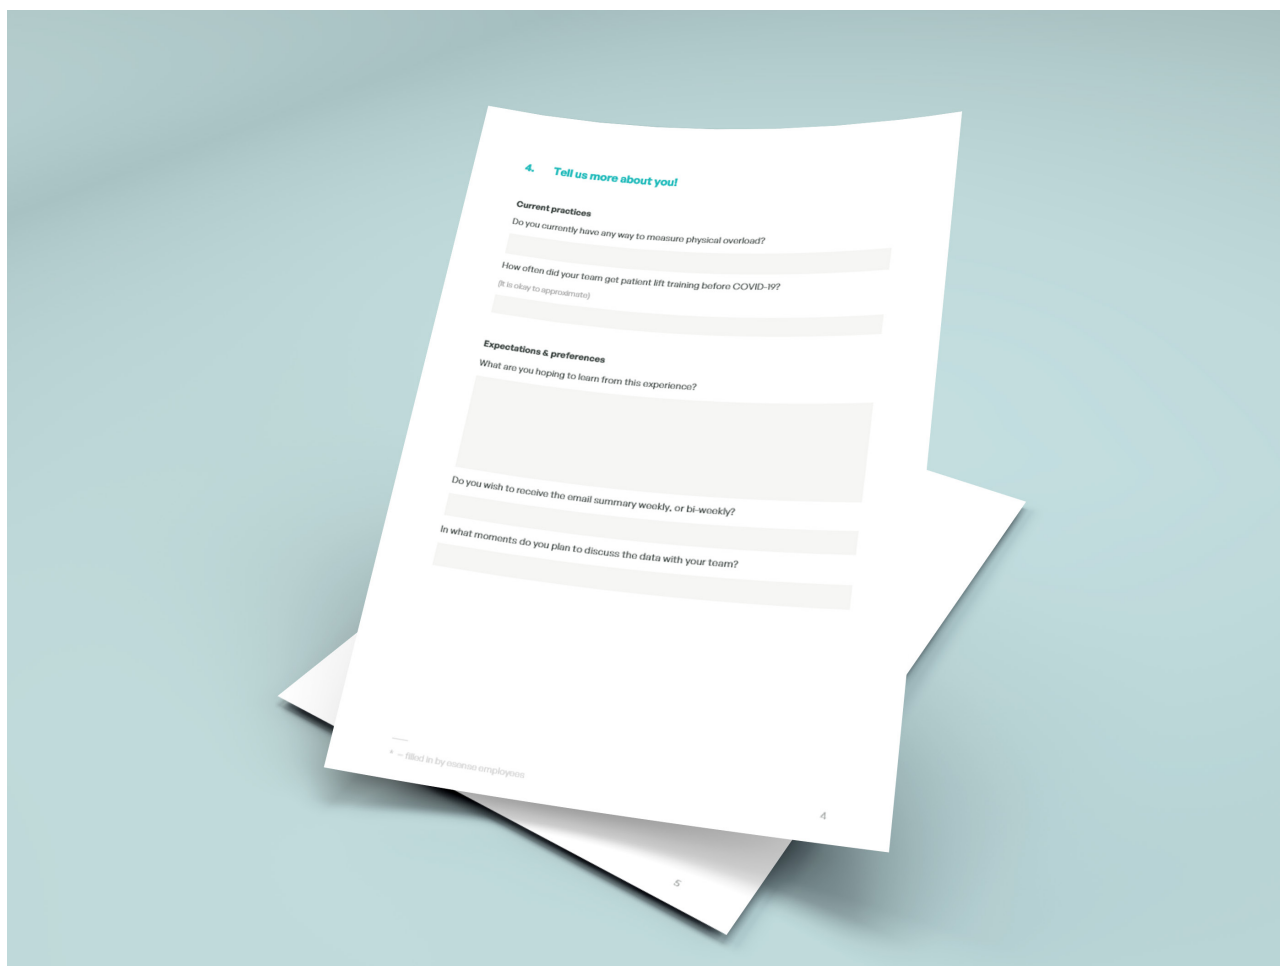 4. Tell us more about you!
Current practices
Do you currently have any way to measure physical overload?
How often did your team get patient lift training before COVID-19?
(It is okay to approximate)
Expectations & preferences
What are you hoping to learn from this experience?
Do you wish to receive the email summary weekly, or bi-weekly?
In what moments do you plan to discuss the data with your team?
* — filled in by esense employees
4
5